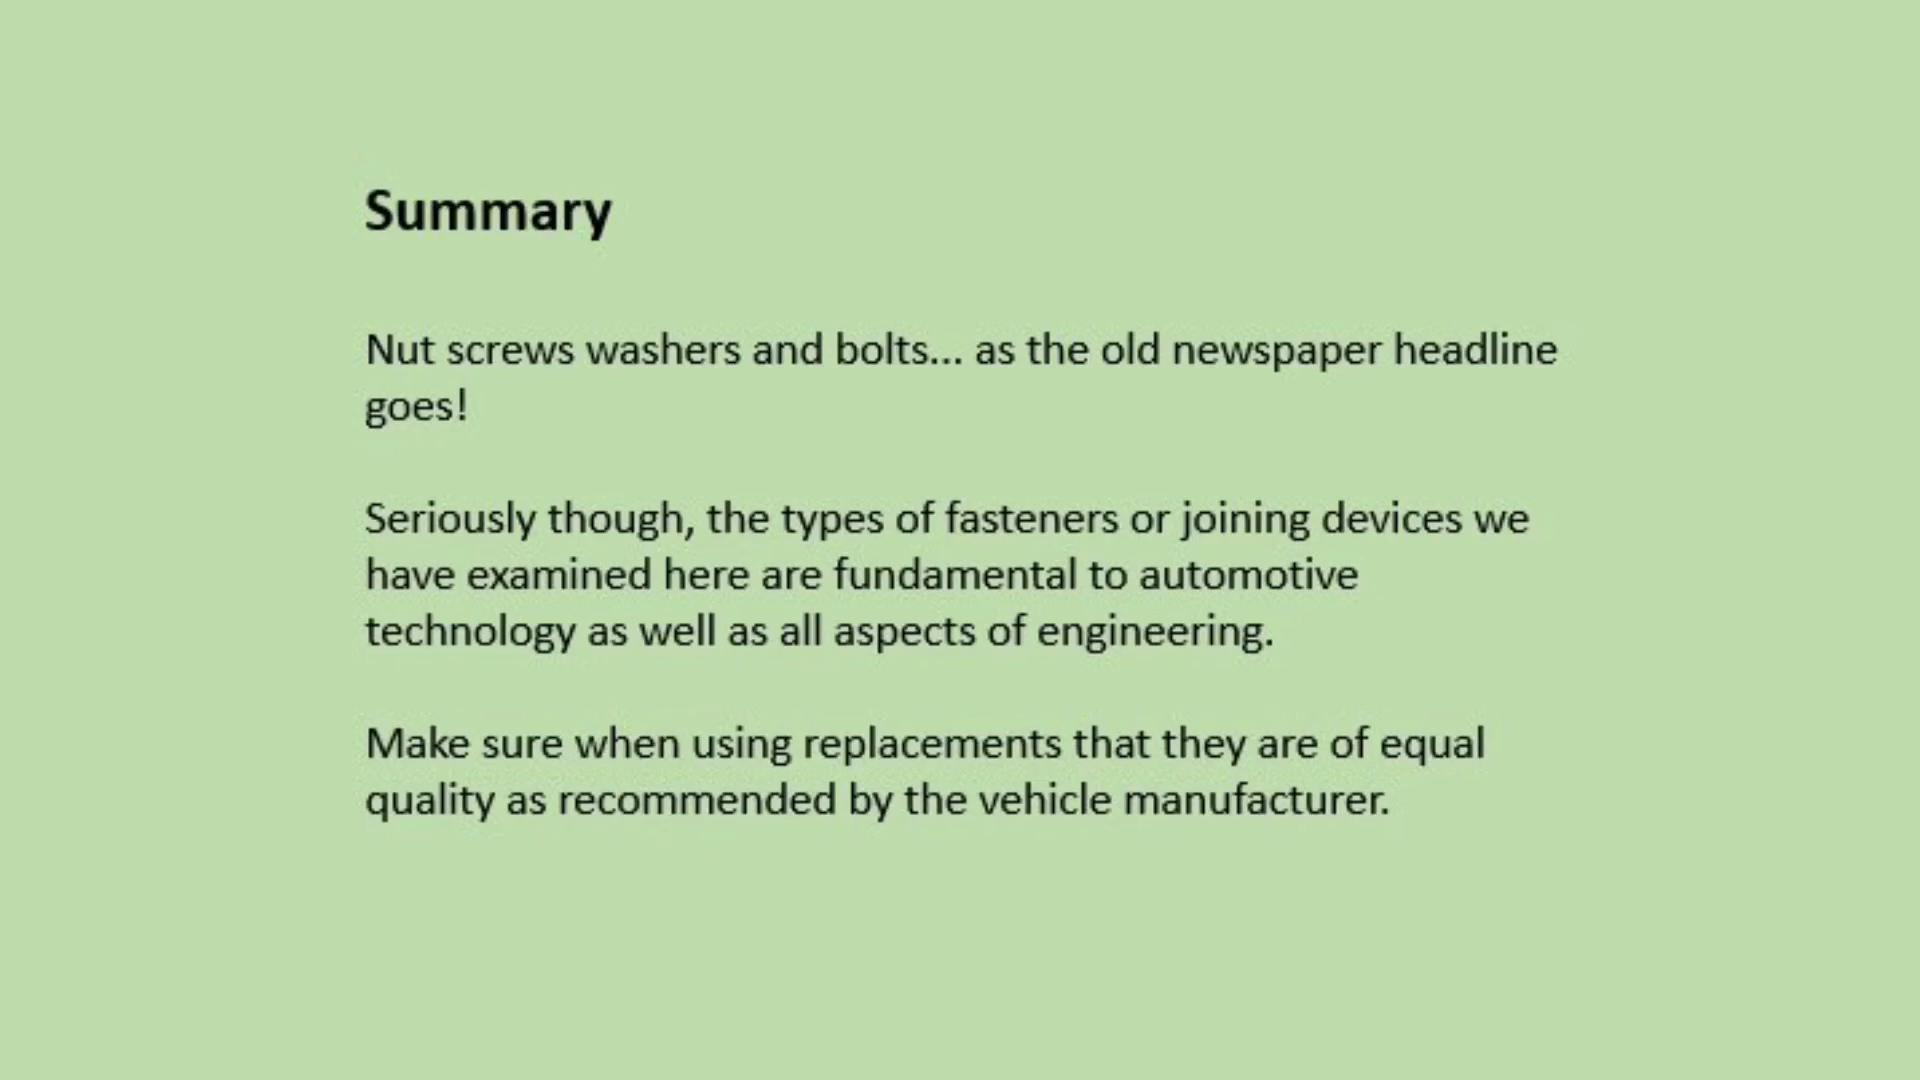 Summary
Nut screws washers and bolts... as the old newspaper headline
goes!
Seriously though, the types of fasteners or joining devices we
have examined here are fundamental to automotive
technology as well as all aspects of engineering.
Make sure when using replacements that they are of equal
quality as recommended by the vehicle manufacturer.